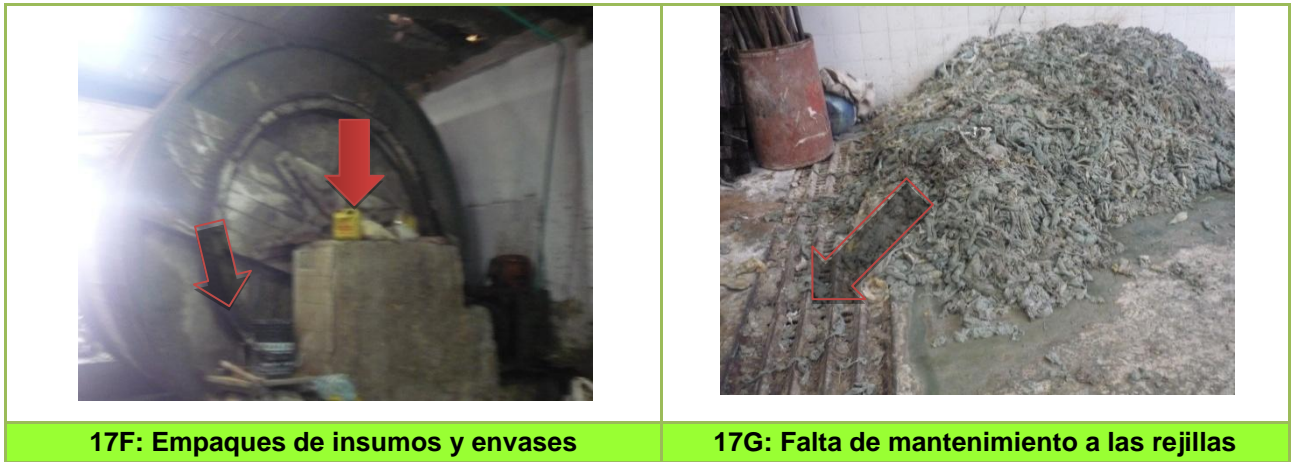 17F: Empaques de insumos y envases
17G: Falta de mantenimiento a las rejillas